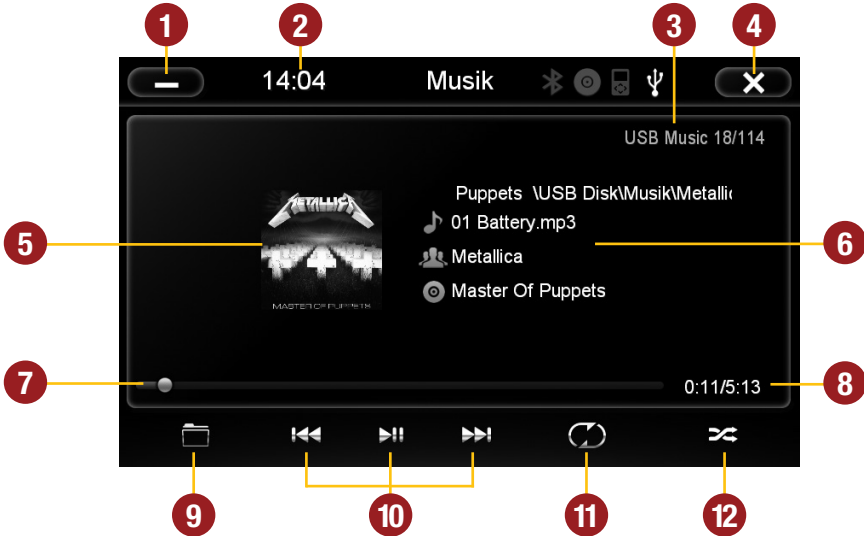 1 2 3 4
14:04 Musik
USB Music 18/114
METALLICA
Puppets \USB Disk\Musik\Metallic
01 Battery.mp3
5 6
Metallica
Master Of Puppets
MASTER OF PUPPETS
7 8
0:11/5:13
9 10 11 12